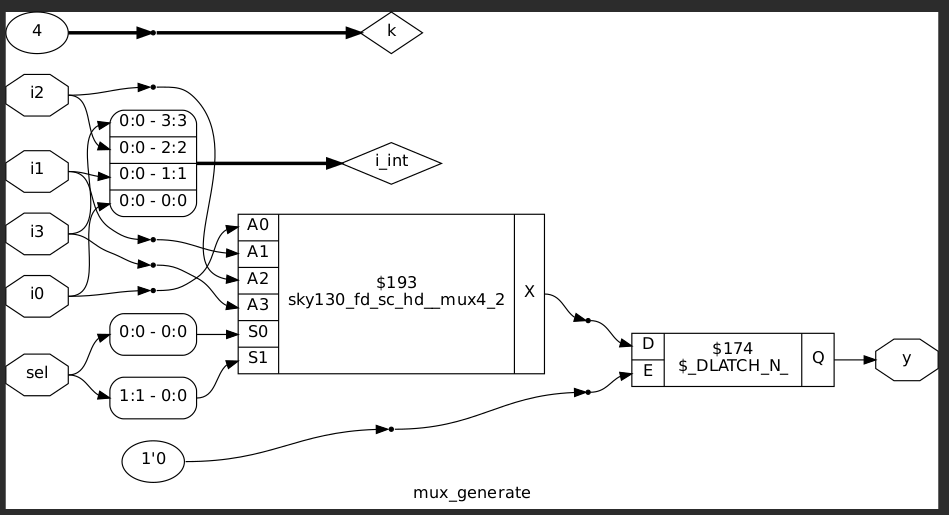 4
k
i2
0:0 - 3:3
0:0 - 2:2
0:0 - 1:1
0:0 - 0:0
i_int
i1
i3
i0
A0
A1
A2
A3
S0
S1
$193
sky130_fd_sc_hd__mux4_2
X
0:0 - 0:0
sel
1:1 - 0:0
D
E
$174
$_DLATCH_N_
Q
y
1'0
mux_generate